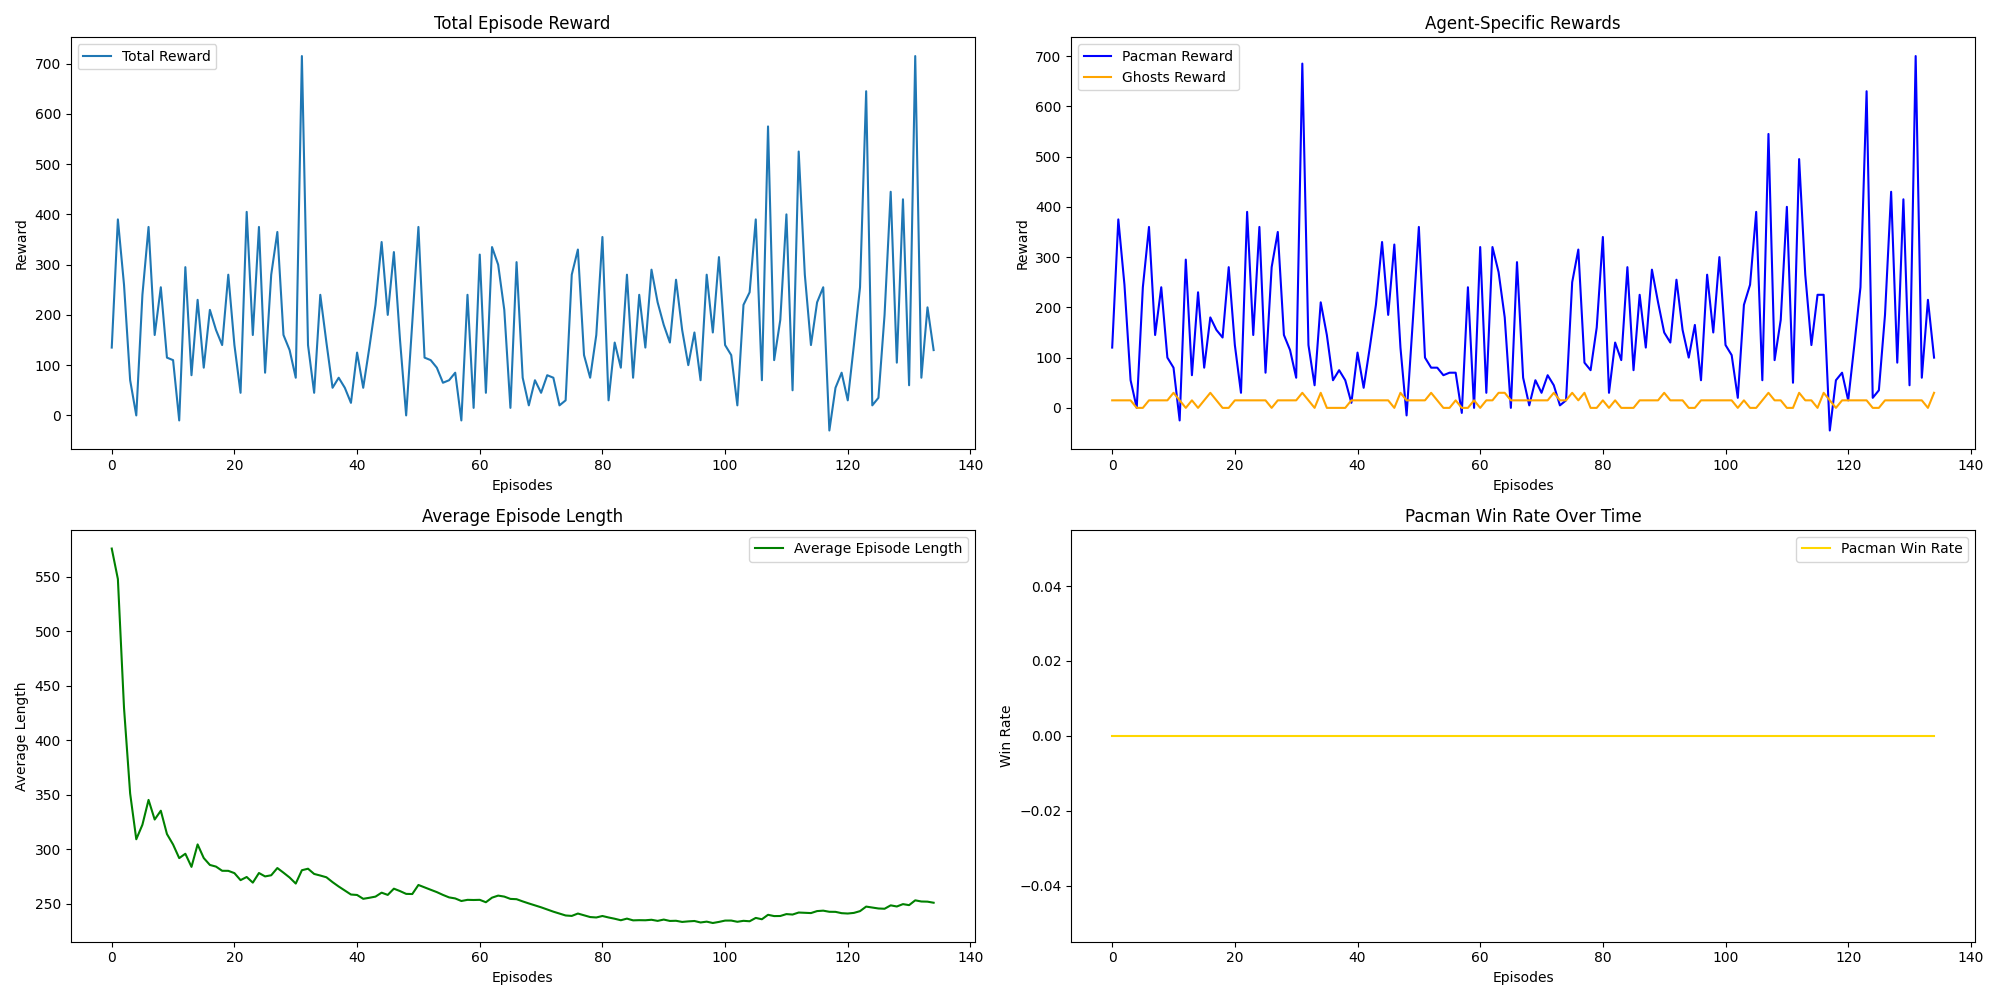 Total Episode Reward
Total Reward
Reward
700
600
500
400
300
200
100
0
0 20 40 60 80 100 120 140
Episodes
Agent-Specific Rewards
Pacman Reward
Ghosts Reward
Reward
700
600
500
400
300
200
100
0
0 20 40 60 80 100 120 140
Episodes
Average Episode Length
Average Episode Length
Average Length
550
500
450
400
350
300
250
0 20 40 60 80 100 120 140
Episodes
Pacman Win Rate Over Time
Pacman Win Rate
Win Rate
0.04
0.02
0.00
−0.02
−0.04
0 20 40 60 80 100 120 140
Episodes